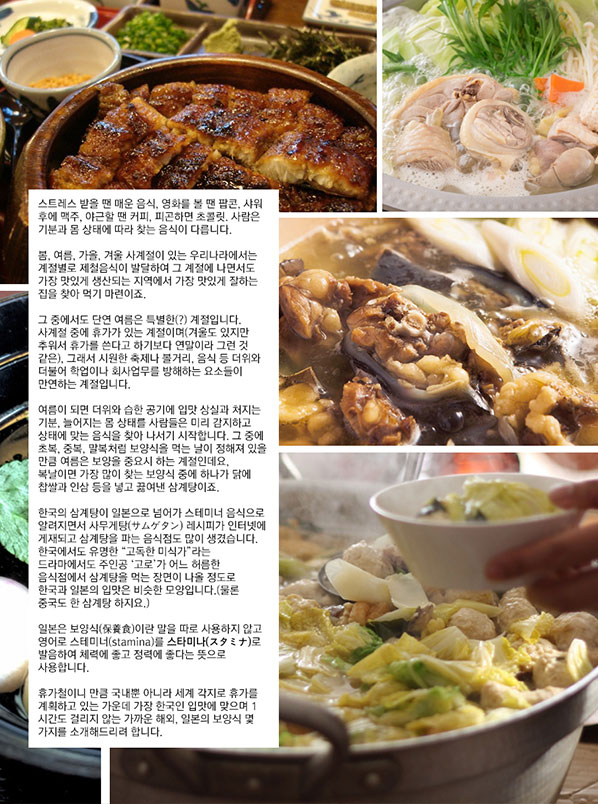 스트레스 받을 땐 매운 음식, 영화를 볼 땐 팝콘, 샤워
후에 맥주, 야근할 땐 커피, 피곤하면 초콜릿. 사람은
기분과 몸 상태에 따라 찾는 음식이 다릅니다.
봄, 여름, 가을, 겨울 사계절이 있는 우리나라에서는
계절별로 제철음식이 발달하여 그 계절에 나면서도
가장 맛있게 생산되는 지역에서 가장 맛있게 잘하는
집을 찾아 먹기 마련이죠.
그 중에서도 단연 여름은 특별한(?) 계절입니다.
사계절 중에 휴가가 있는 계절이며(겨울도 있지만
추워서 휴가를 쓴다고 하기보다 연말이라 그런 것
같은), 그래서 시원한 축제나 볼거리, 음식 등 더위와
더불어 학업이나 회사업무를 방해하는 요소들이
만연하는 계절입니다.
여름이 되면 더위와 습한 공기에 입맛 상실과 쳐지는
기분, 늘어지는 몸 상태를 사람들은 미리 감지하고
상태에 맞는 음식을 찾아 나서기 시작합니다. 그 중에
초복, 중복, 말복처럼 보양식을 먹는 날이 정해져 있을
만큼 여름은 보양을 중요시 하는 계절인데요.
복날이면 가장 많이 찾는 보양식 중에 하나가 닭에
찹쌀과 인삼 등을 넣고 끓여낸 삼계탕이죠.
한국의 삼계탕이 일본으로 넘어가 스테미너 음식으로
알려지면서 사무게탕(サムゲタン) 레시피가 인터넷에
게재되고 삼계탕을 파는 음식점도 많이 생겼습니다.
한국에서도 유명한 “고독한 미식가”라는
드라마에서도 주인공 ‘고로’가 어느 허름한
음식점에서 삼계탕을 먹는 장면이 나올 정도로
한국과 일본의 입맛은 비슷한 모양입니다.(물론
중국도 한 삼계탕 하지요.)
일본은 보양식(保養食)이란 말을 따로 사용하지 않고
영어로 스테미너(stamina)를 스타미나(スタミナ)로
발음하여 체력에 좋고 정력에 좋다는 뜻으로
사용합니다.
휴가철이니 만큼 국내뿐 아니라 세계 각지로 휴가를
계획하고 있는 가운데 가장 한국인 입맛에 맞으며 1
시간도 걸리지 않는 가까운 해외, 일본의 보양식 몇
가지를 소개해드리려 합니다.